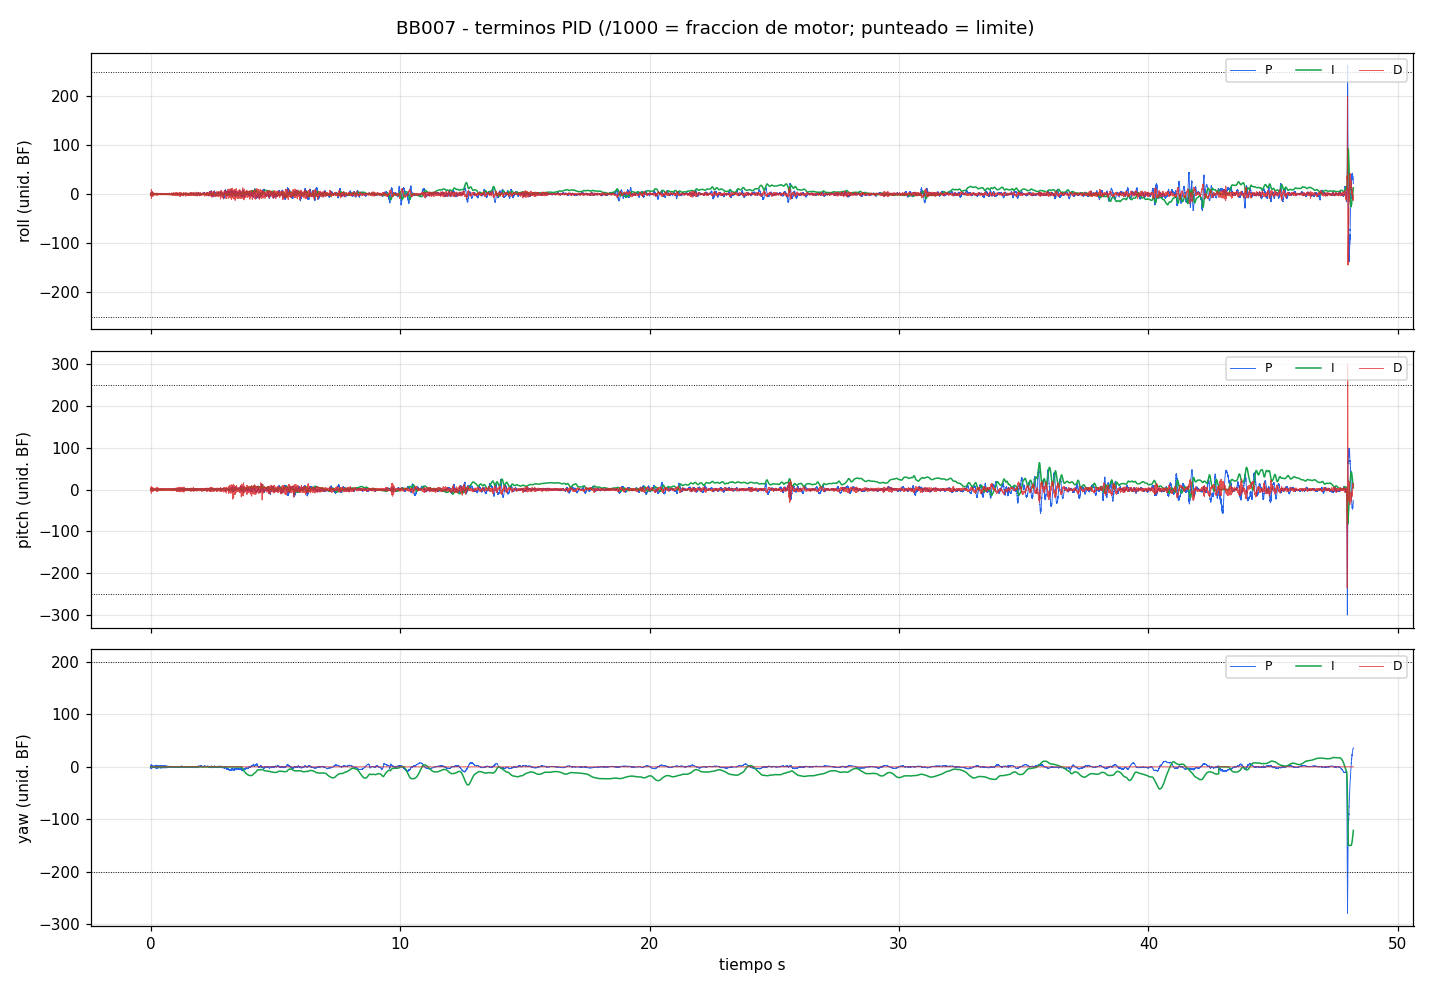 BB007 - terminos PID (/1000 = fraccion de motor; punteado = limite)
P I D
200
100
0
−100
−200
roll (unid. BF)
P I D
300
200
100
0
−100
−200
−300
pitch (unid. BF)
P I D
200
100
0
−100
−200
−300
yaw (unid. BF)
0 10 20 30 40 50
tiempo s